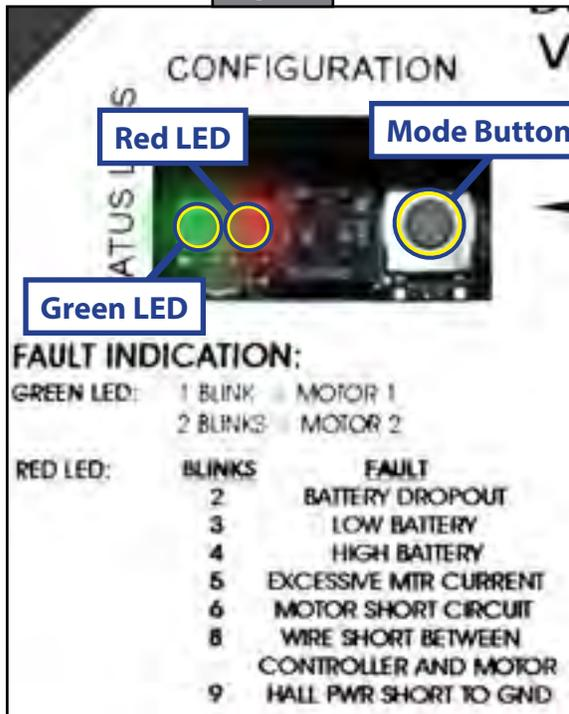 CONFIGURATION
Red LED
Mode Button
Green LED
FAULT INDICATION:
GREEN LED: 1 BLINK = MOTOR 1
2 BLINKS = MOTOR 2
RED LED: BLINKS FAULT
2 BATTERY DROPOUT
3 LOW BATTERY
4 HIGH BATTERY
5 EXCESSIVE MTR CURRENT
6 MOTOR SHORT CIRCUIT
8 WIRE SHORT BETWEEN
CONTROLLER AND MOTOR
9 HALL PWR SHORT TO GND